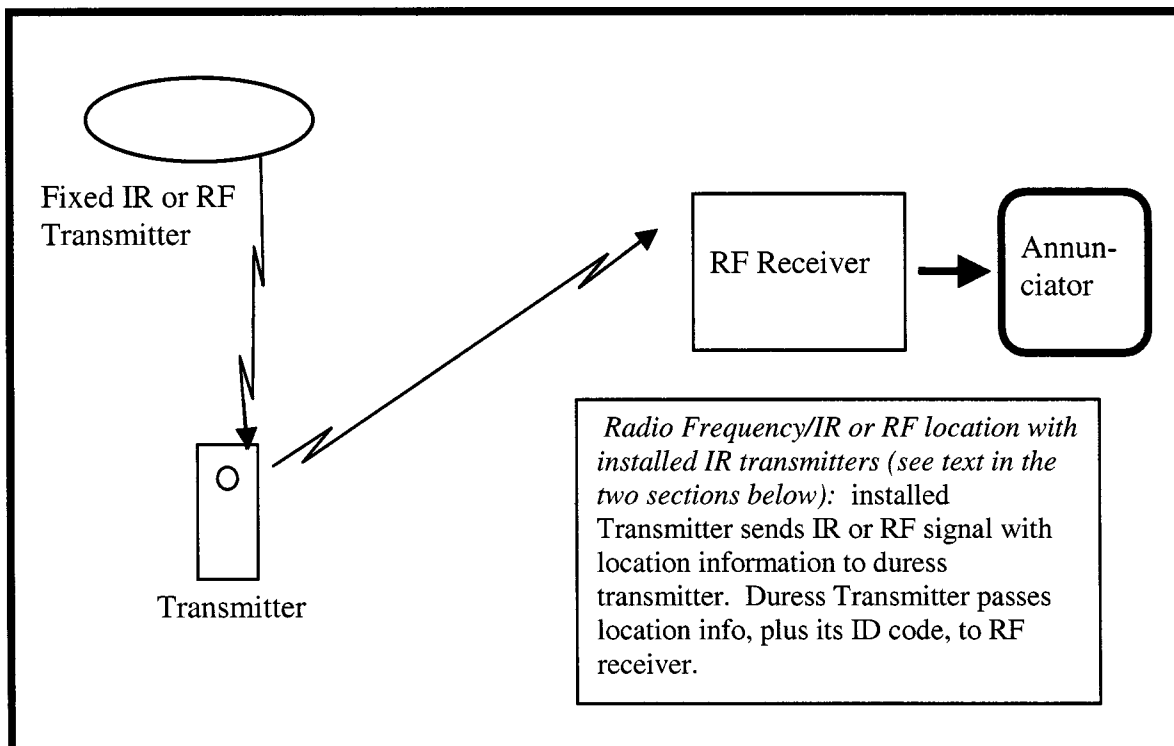 Fixed IR or RF
Transmitter
Transmitter
RF Receiver
Annun-
ciator
Radio Frequency/IR or RF location with
installed IR transmitters (see text in the
two sections below): installed
Transmitter sends IR or RF signal with
location information to duress
transmitter. Duress Transmitter passes
location info, plus its ID code, to RF
receiver.